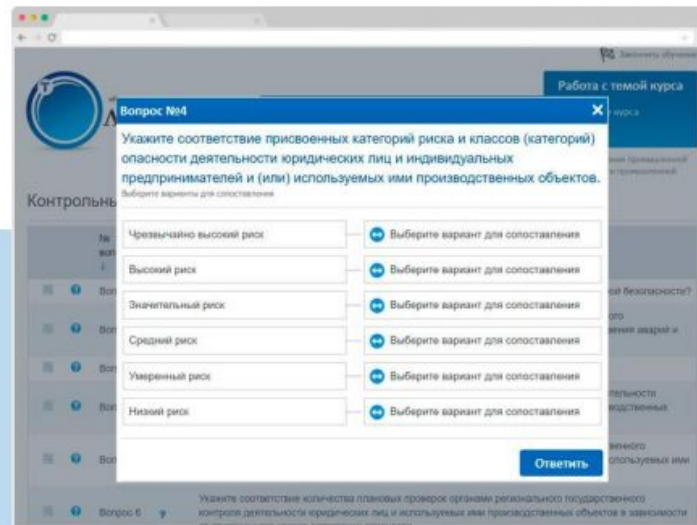 Закончить обучение
Работа с темой курса
курса
Вопрос №4
Укажите соответствие присвоенных категорий риска и классов (категорий)
опасности деятельности юридических лиц и индивидуальных
предпринимателей и (или) используемых ими производственных объектов.
Выберите варианты для сопоставления
Контрольны
Чрезвычайно высокий риск
Выберите вариант для сопоставления
Высокий риск
Выберите вариант для сопоставления
Значительный риск
Выберите вариант для сопоставления
Средний риск
Выберите вариант для сопоставления
Умеренный риск
Выберите вариант для сопоставления
Низкий риск
Выберите вариант для сопоставления
Ответить
№
Вопрос 6
Укажите соответствие количества плановых проверок органами регионального государственного
контроля деятельности юридических лиц и используемых ими производственных объектов в зависимости